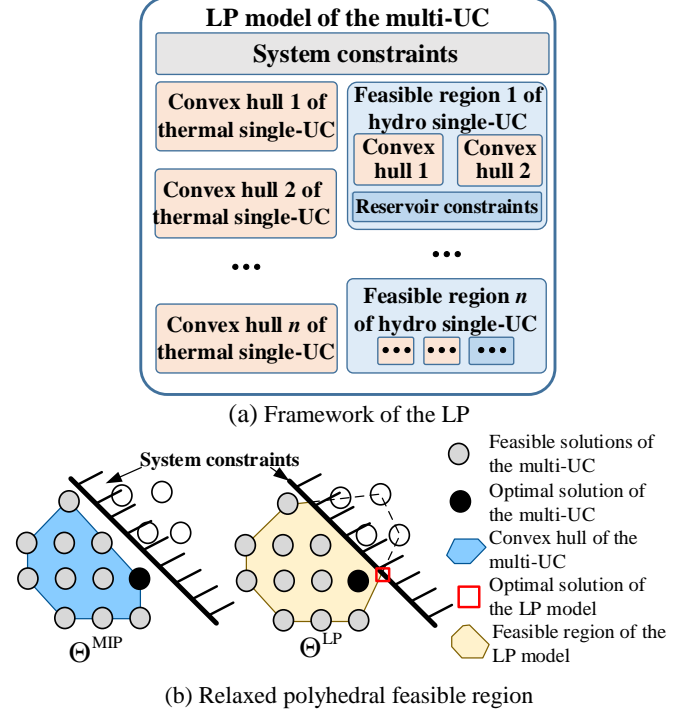 LP model of the multi-UC
System constraints
Convex hull 1 of
thermal single-UC
Convex hull 2 of
thermal single-UC
•••
Convex hull n of
thermal single-UC
Feasible region 1 of
hydro single-UC
Convex
hull 1
Convex
hull 2
Reservoir constraints
•••
Feasible region n
of hydro single-UC
••• ••• •••
(a) Framework of the LP
System constraints
Θ^MIP
Θ^LP
Feasible solutions of
the multi-UC
Optimal solution of
the multi-UC
Convex hull of the
multi-UC
Optimal solution of
the LP model
Feasible region of the
LP model
(b) Relaxed polyhedral feasible region